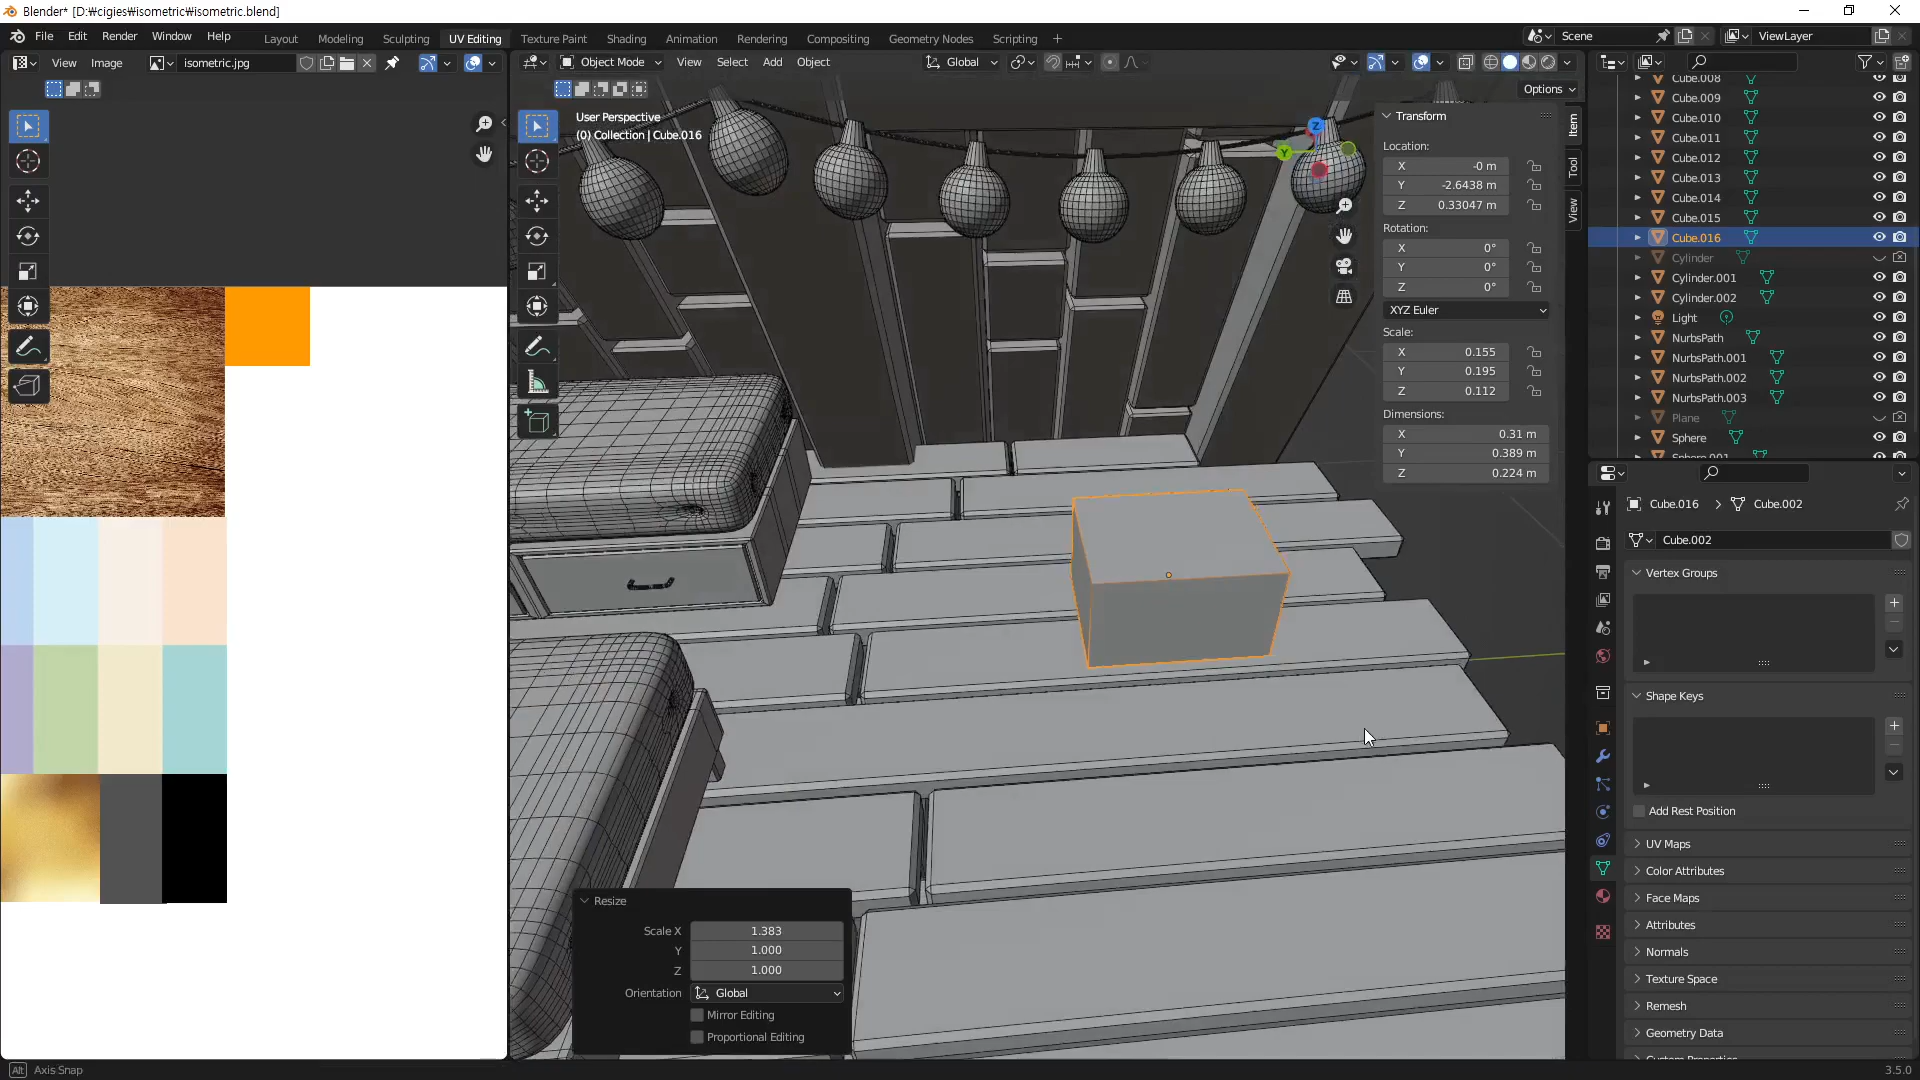 Blender* [D:₩cigies₩isometric₩isometric.blend]
File Edit Render Window Help Layout Modeling Sculpting UV Editing Texture Paint Shading Animation Rendering Compositing Geometry Nodes Scripting
Scene ViewLayer
View Image isometric.jpg
Object Mode View Select Add Object Global
Options
User Perspective
(0) Collection | Cube.016
Transform
Location:
X -0 m
Y -2.6438 m
Z 0.33047 m
Rotation:
X 0°
Y 0°
Z 0°
XYZ Euler
Scale:
X 0.155
Y 0.195
Z 0.112
Dimensions:
X 0.31 m
Y 0.389 m
Z 0.224 m
Item
Tool
View
Z
Y
Cube.008
Cube.009
Cube.010
Cube.011
Cube.012
Cube.013
Cube.014
Cube.015
Cube.016
Cylinder
Cylinder.001
Cylinder.002
Light
NurbsPath
NurbsPath.001
NurbsPath.002
NurbsPath.003
Plane
Sphere
Sphere.001
Cube.016 Cube.002
Cube.002
Vertex Groups
Shape Keys
Add Rest Position
UV Maps
Color Attributes
Face Maps
Attributes
Normals
Texture Space
Remesh
Geometry Data
Custom Properties
Resize
Scale X 1.383
Y 1.000
Z 1.000
Orientation Global
Mirror Editing
Proportional Editing
Alt Axis Snap
3.5.0